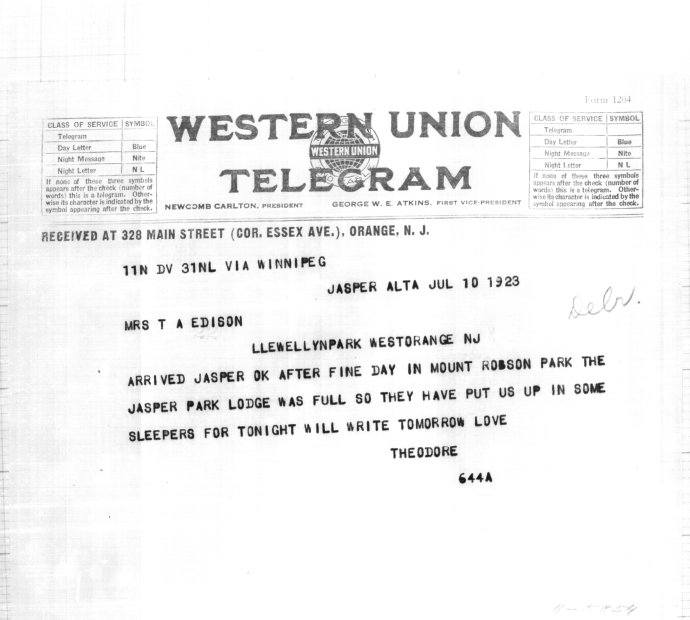 Form 1204
CLASS OF SERVICE SYMBOL
Telegram
Day Letter Blue
Night Message Nite
Night Letter N L
If none of these three symbols
appears after the check (number of
words) this is a telegram. Other-
wise its character is indicated by the
symbol appearing after the check.
WESTERN UNION
WESTERN UNION
TELEGRAM
NEWCOMB CARLTON, PRESIDENT GEORGE W. E. ATKINS, FIRST VICE-PRESIDENT
CLASS OF SERVICE SYMBOL
Telegram
Day Letter Blue
Night Message Nite
Night Letter N L
If none of these three symbols
appears after the check (number of
words) this is a telegram. Other-
wise its character is indicated by the
symbol appearing after the check.
RECEIVED AT 328 MAIN STREET (COR. ESSEX AVE.), ORANGE, N. J.
11N DV 31NL VIA WINNIPEG
JASPER ALTA JUL 10 1923
MRS T A EDISON
LLEWELLYNPARK WESTORANGE NJ
ARRIVED JASPER OK AFTER FINE DAY IN MOUNT ROBSON PARK THE
JASPER PARK LODGE WAS FULL SO THEY HAVE PUT US UP IN SOME
SLEEPERS FOR TONIGHT WILL WRITE TOMORROW LOVE
THEODORE
644A